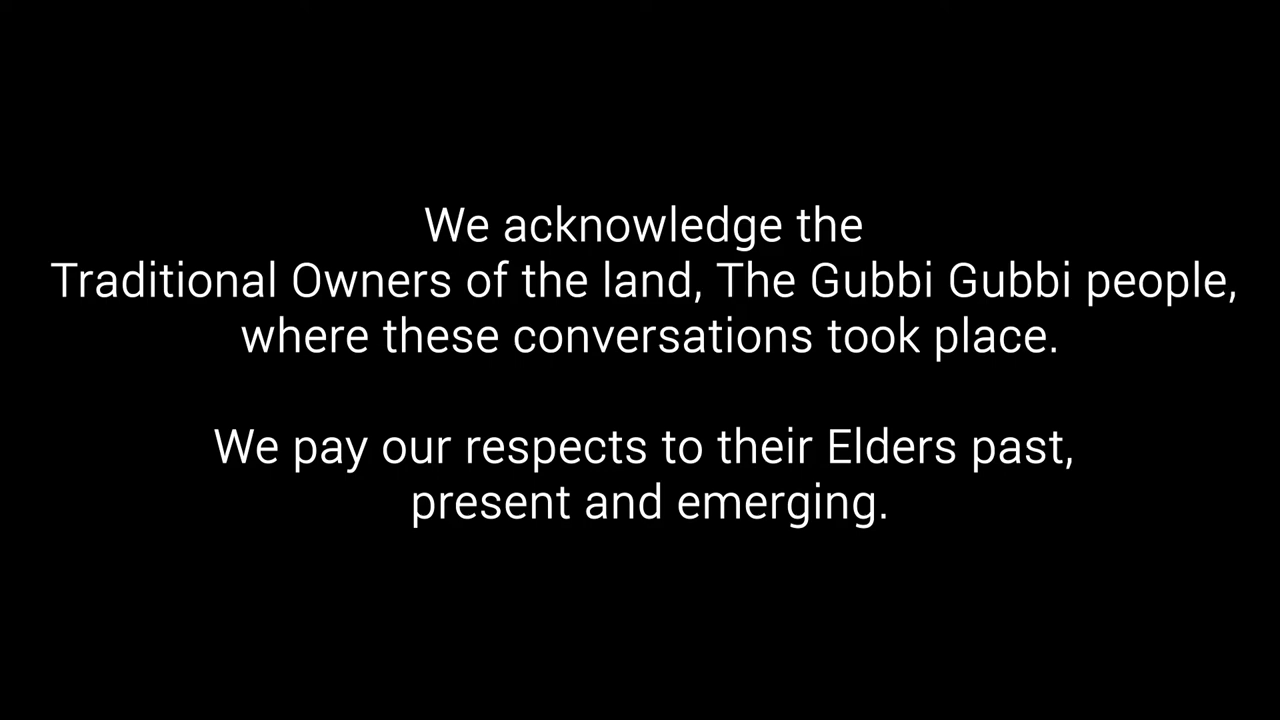 We acknowledge the
Traditional Owners of the land, The Gubbi Gubbi people,
where these conversations took place.
We pay our respects to their Elders past,
present and emerging.